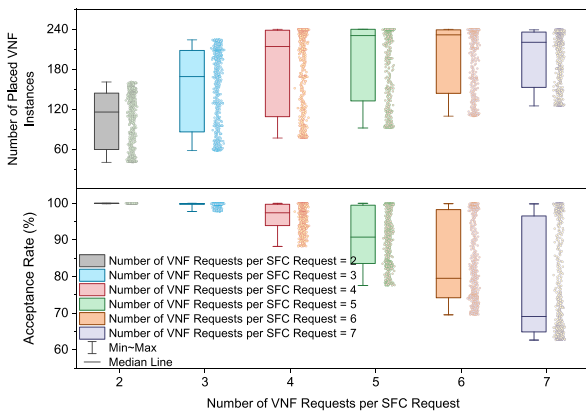 Number of Placed VNF
Instances
240
180
120
60
Acceptance Rate (%)
100
90
80
70
60
Number of VNF Requests per SFC Request = 2
Number of VNF Requests per SFC Request = 3
Number of VNF Requests per SFC Request = 4
Number of VNF Requests per SFC Request = 5
Number of VNF Requests per SFC Request = 6
Number of VNF Requests per SFC Request = 7
Min~Max
Median Line
2 3 4 5 6 7
Number of VNF Requests per SFC Request